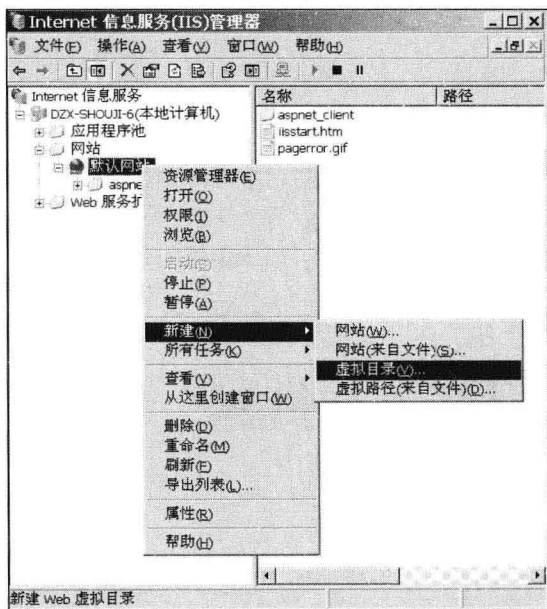 Internet 信息服务(IIS)管理器
文件(F) 操作(A) 查看(V) 窗口(W) 帮助(H)
Internet 信息服务
名称 路径
DZX-SHOUJI-6(本地计算机)
aspnet_client
应用程序池
iisstart.htm
网站
pagerror.gif
默认网站
aspne
Web 服务扩
资源管理器(E)
打开(O)
权限(I)
浏览(B)
启动(S)
停止(P)
暂停(A)
新建(N)
所有任务(K)
查看(V)
从这里创建窗口(W)
删除(D)
重命名(M)
刷新(F)
导出列表(L)...
属性(R)
帮助(H)
网站(W)...
网站(来自文件)(S)...
虚拟目录(V)...
虚拟路径(来自文件)(D)...
新建 Web 虚拟目录